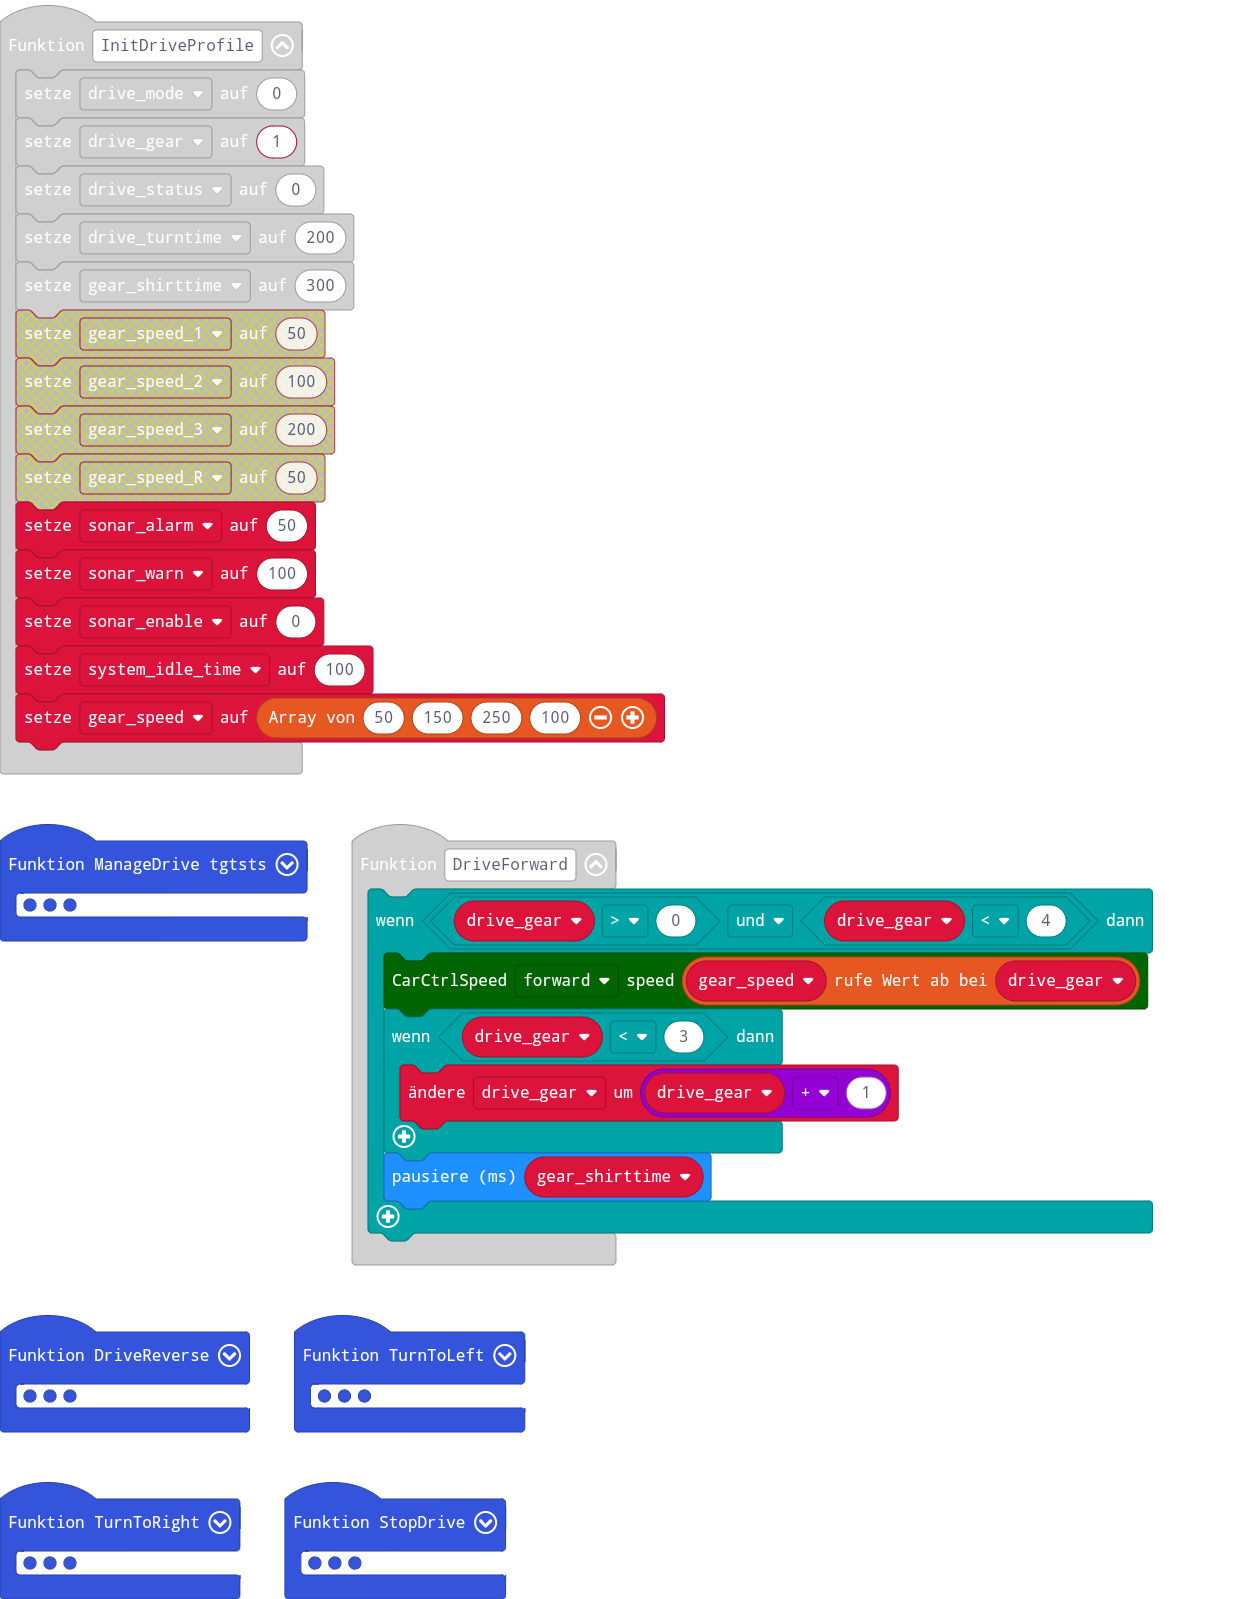 Funktion InitDriveProfile
setze drive_mode auf 0
setze drive_gear auf 1
setze drive_status auf 0
setze drive_turntime auf 200
setze gear_shirttime auf 300
setze gear_speed_1 auf 50
setze gear_speed_2 auf 100
setze gear_speed_3 auf 200
setze gear_speed_R auf 50
setze sonar_alarm auf 50
setze sonar_warn auf 100
setze sonar_enable auf 0
setze system_idle_time auf 100
setze gear_speed auf Array von 50 150 250 100
Funktion ManageDrive tgtsts
Funktion DriveForward
wenn drive_gear > 0 und drive_gear < 4 dann
CarCtrlSpeed forward speed gear_speed rufe Wert ab bei drive_gear
wenn drive_gear < 3 dann
ändere drive_gear um drive_gear + 1
pausiere (ms) gear_shirttime
Funktion DriveReverse
Funktion TurnToLeft
Funktion TurnToRight
Funktion StopDrive